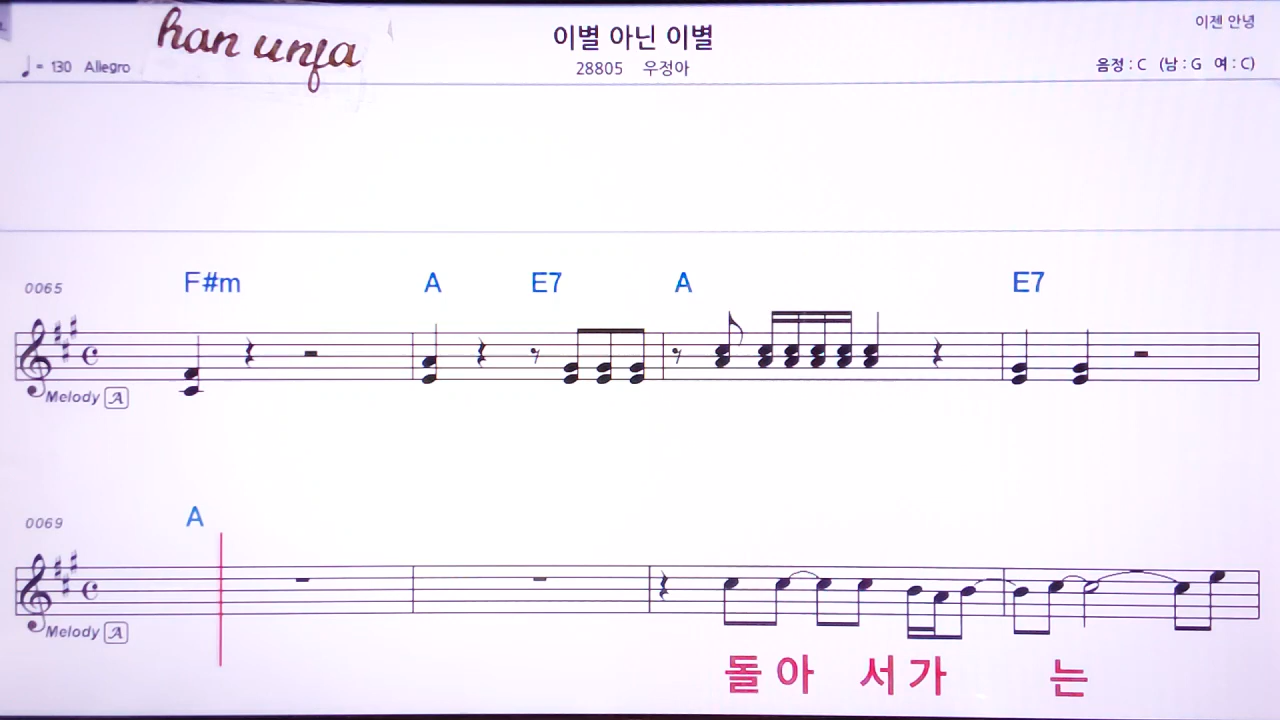 han unja
이별 아닌 이별
이젠 안녕
♩= 130 Allegro
28805 우정아
음정 : C (남 : G 여 : C)
0065
F#m A E7 A E7
Melody A
0069
A
Melody A
돌 아 서 가 는